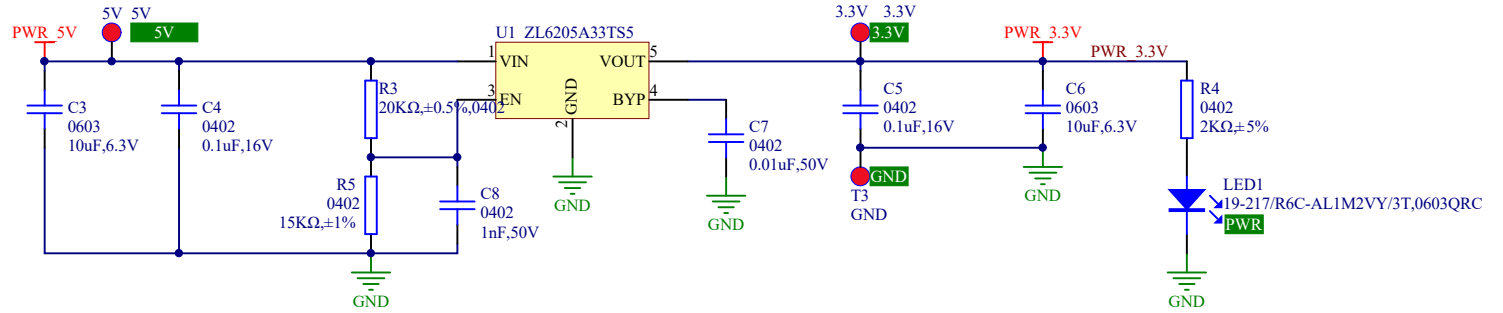 5V 5V
5V
PWR_5V
C3
0603
10uF,6.3V
C4
0402
0.1uF,16V
R3
20KΩ,±0.5%,0402
R5
0402
15KΩ,±1%
C8
0402
1nF,50V
GND
U1 ZL6205A33TS5
1
VIN
3
EN
GND
2
VOUT
5
BYP
4
GND
C7
0402
0.01uF,50V
GND
3.3V 3.3V
3.3V
C5
0402
0.1uF,16V
GND
T3
GND
PWR_3.3V
C6
0603
10uF,6.3V
GND
PWR_3.3V
R4
0402
2KΩ,±5%
LED1
19-217/R6C-AL1M2VY/3T,0603QRC
PWR
GND